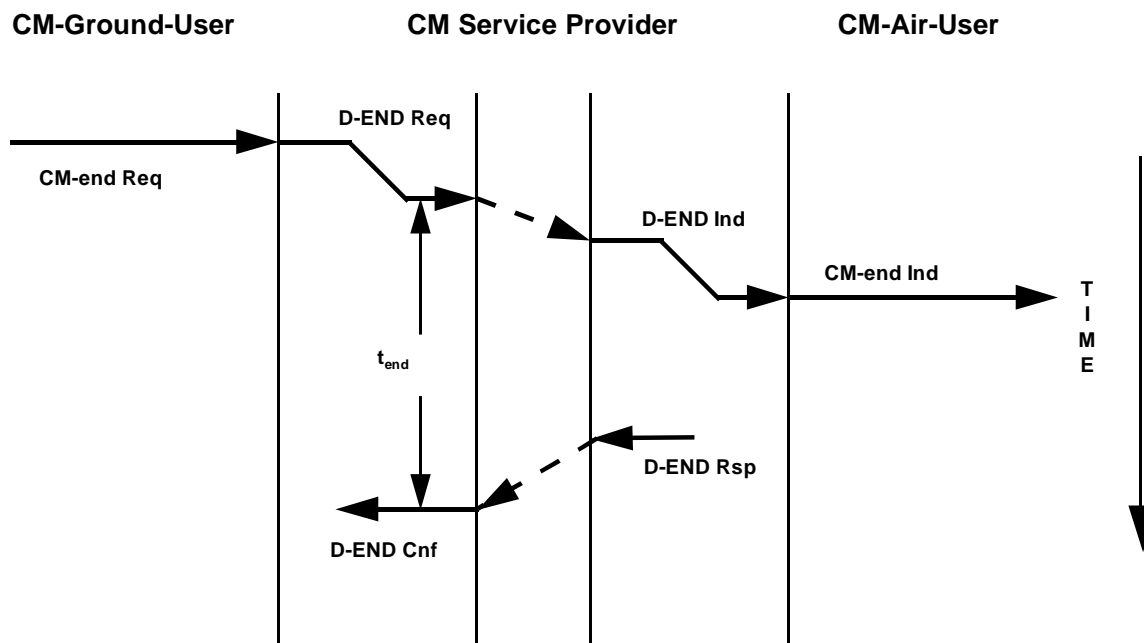 CM-Ground-User
CM Service Provider
CM-Air-User
D-END Req
CM-end Req
D-END Ind
CM-end Ind
T
I
M
E
tend
D-END Rsp
D-END Cnf